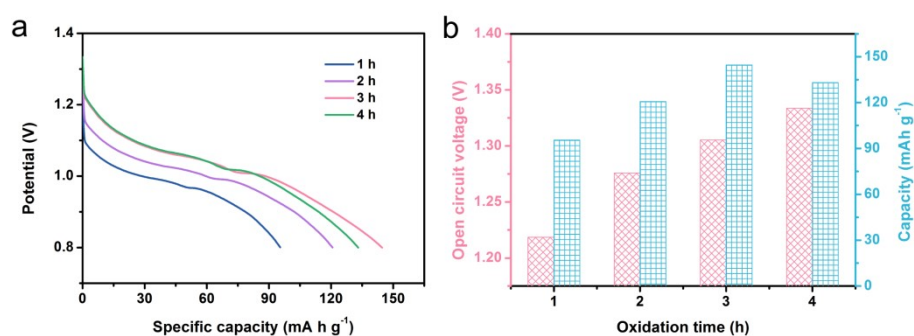 a
1.4
1.2
1.0
0.8
Potential (V)
1 h
2 h
3 h
4 h
0 30 60 90 120 150
Specific capacity (mA h g⁻¹)
b
1.40
1.35
1.30
1.25
1.20
Open circuit voltage (V)
150
120
90
60
30
0
Capacity (mAh g⁻¹)
1 2 3 4
Oxidation time (h)